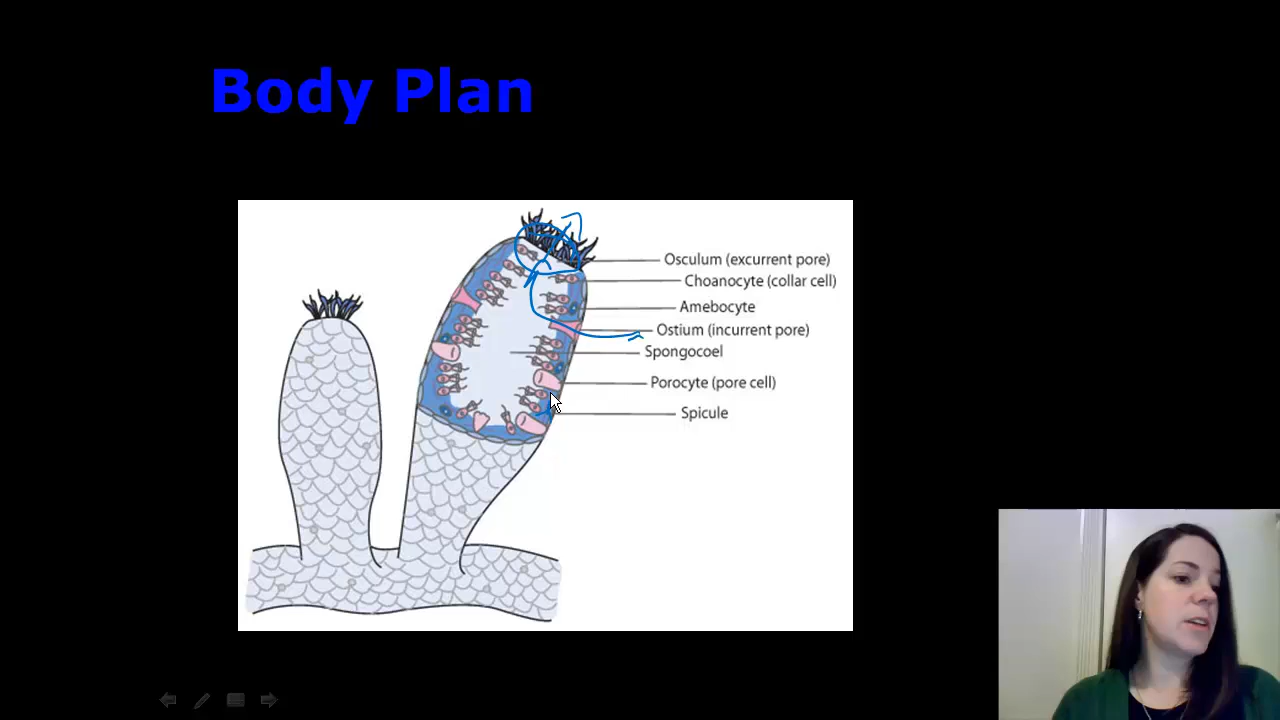 Body Plan
Osculum (excurrent pore)
Choanocyte (collar cell)
Amebocyte
Ostium (incurrent pore)
Spongocoel
Porocyte (pore cell)
Spicule